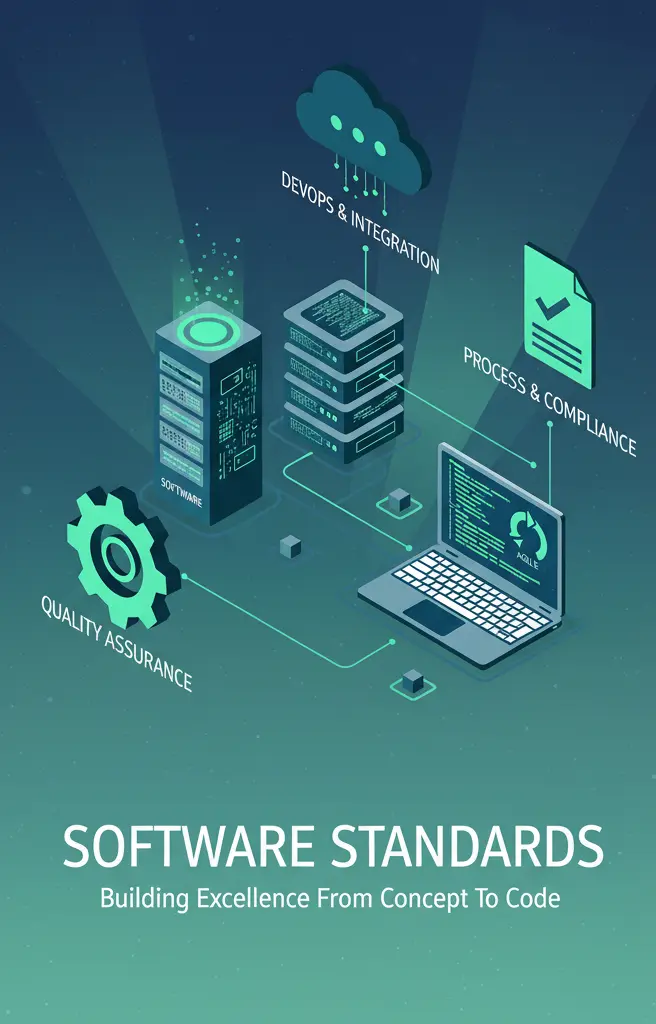 DEVOPS & INTEGRATION
PROCESS & COMPLIANCE
SOFTWARE
AGILE
QUALITY ASSURANCE
SOFTWARE STANDARDS
Building Excellence From Concept To Code